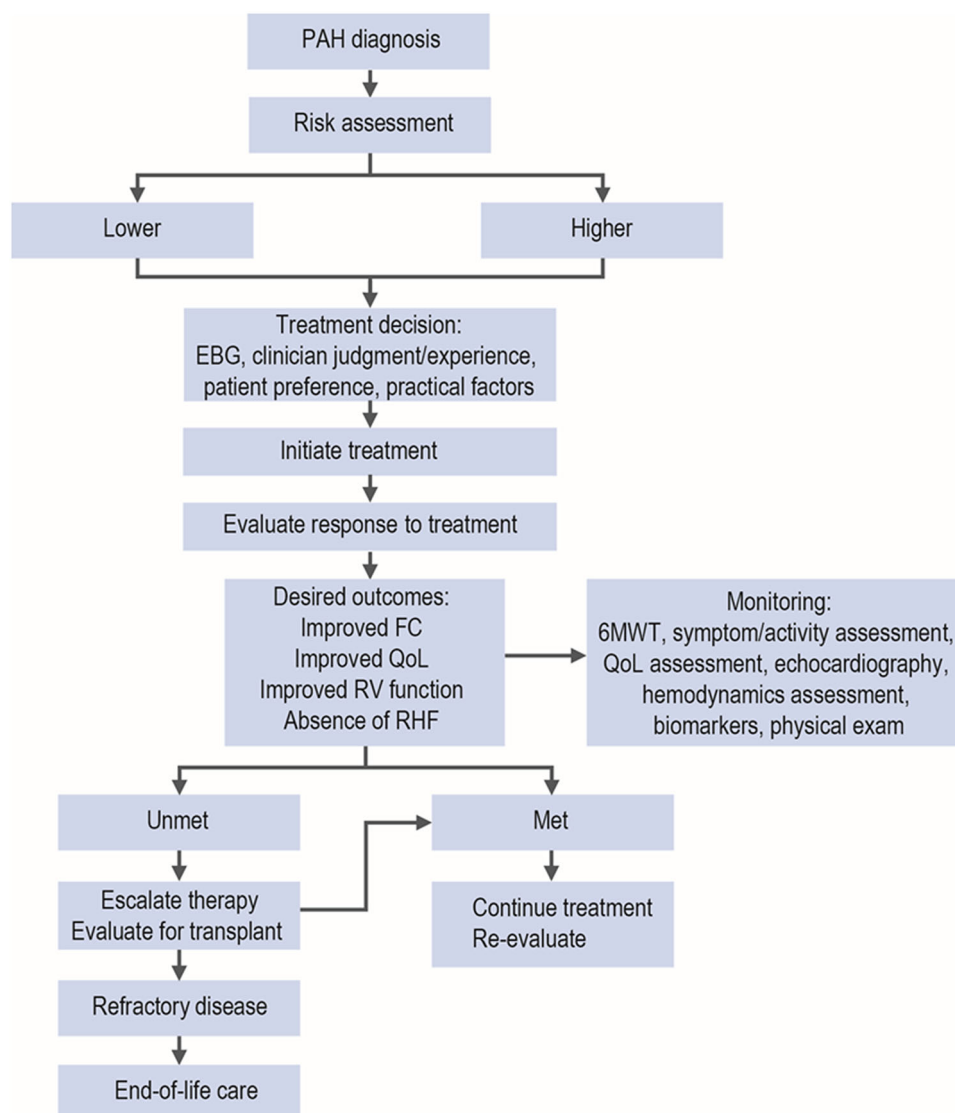 PAH diagnosis
Risk assessment
Lower
Higher
Treatment decision:
EBG, clinician judgment/experience,
patient preference, practical factors
Initiate treatment
Evaluate response to treatment
Desired outcomes:
Improved FC
Improved QoL
Improved RV function
Absence of RHF
Monitoring:
6MWT, symptom/activity assessment,
QoL assessment, echocardiography,
hemodynamics assessment,
biomarkers, physical exam
Unmet
Met
Escalate therapy
Evaluate for transplant
Continue treatment
Re-evaluate
Refractory disease
End-of-life care